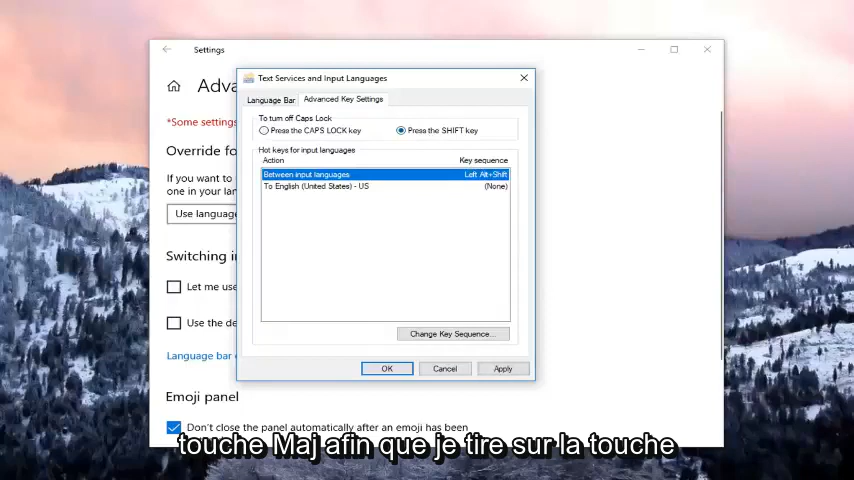 Settings
Text Services and Input Languages
Adva
Language Bar
Advanced Key Settings
*Some settings
To turn off Caps Lock
Press the CAPS LOCK key
Press the SHIFT key
Override fo
Hot keys for input languages
Action
Key sequence
If you want to
Between input languages
Left Alt+Shift
one in your lan
To English (United States) - US
(None)
Use languag
Switching i
Let me use
Use the de
Change Key Sequence...
Language bar
OK
Cancel
Apply
Emoji panel
Don't close the panel automatically after an emoji has been
touche Maj afin que je tire sur la touche